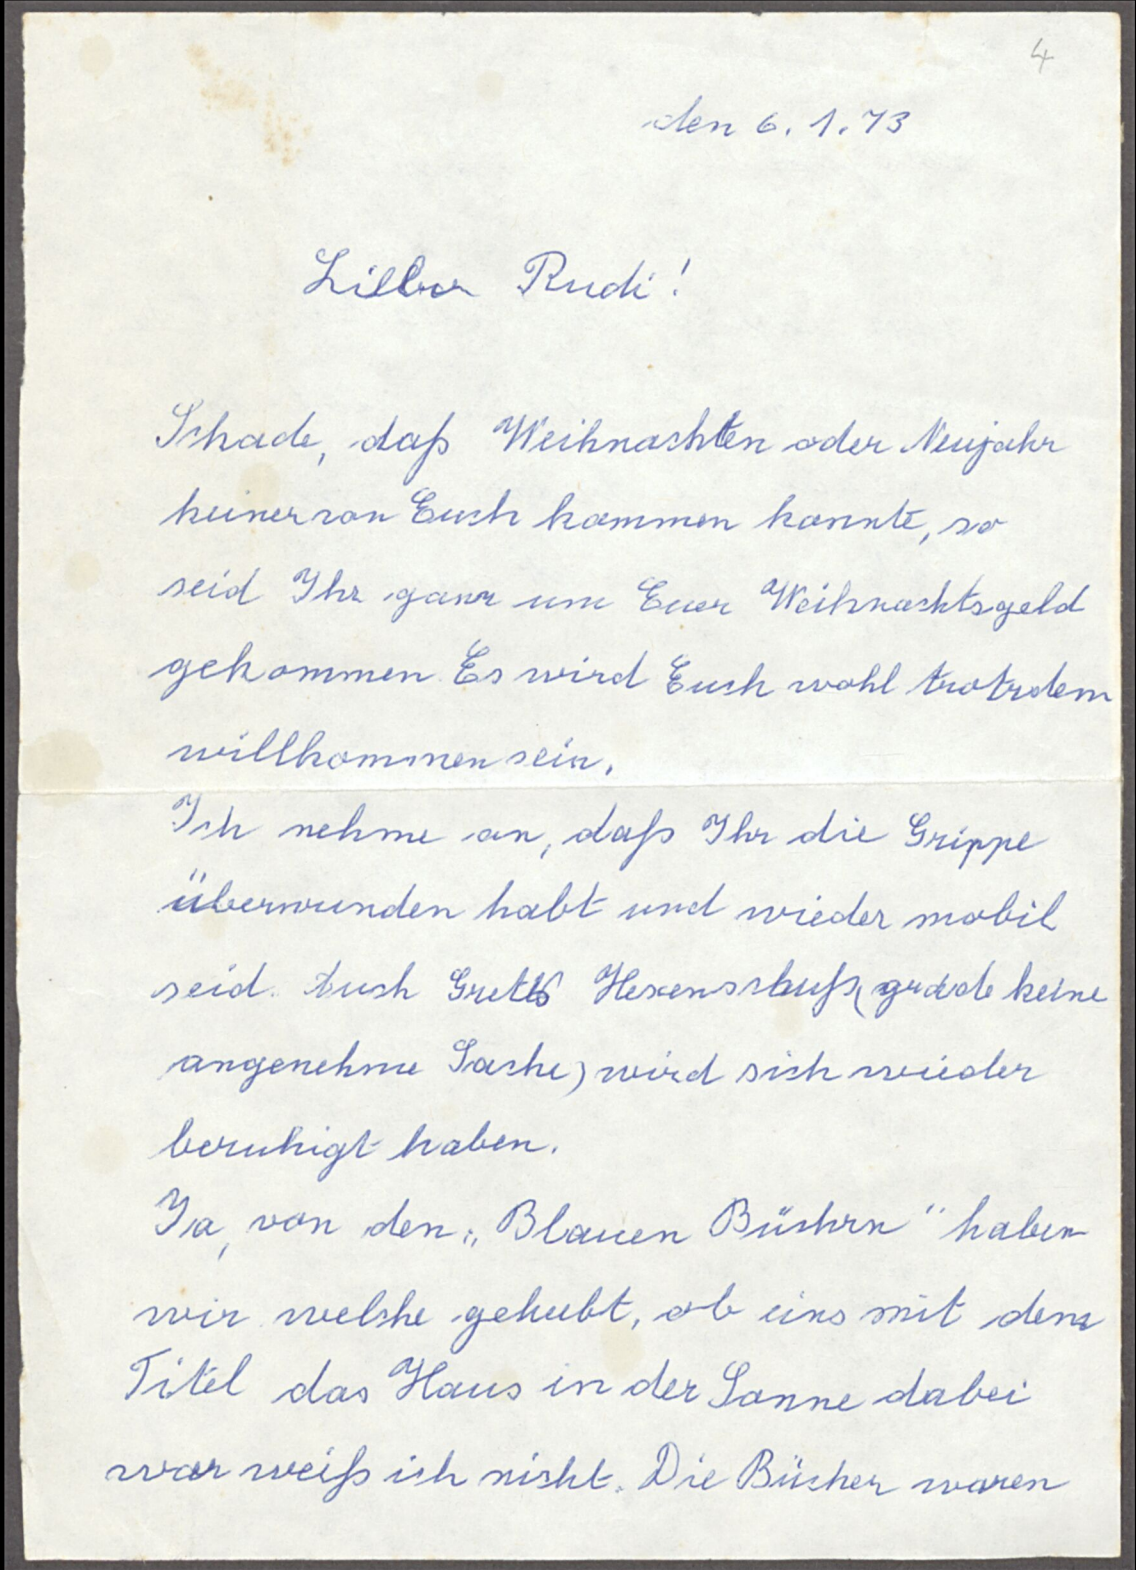 4
den 6. 1. 73
Lieber Rudi!
Schade, daß Weihnachten oder Neujahr
keiner von Euch kommen konnte, so
seid Ihr ganz um Euer Weihnachtsgeld
gekommen. Es wird Euch wohl trotzdem
willkommen sein.
Ich nehme an, daß Ihr die Grippe
überwunden habt und wieder mobil
seid. Auch Gretls Hexenschuß (grade keine
angenehme Sache) wird sich wieder
beruhigt haben.
Ja, von den „Blauen Büchrn" haben
wir welche gehabt, ob eins mit dem
Titel das Haus in der Sonne dabei
war weiß ich nicht. Die Bücher waren